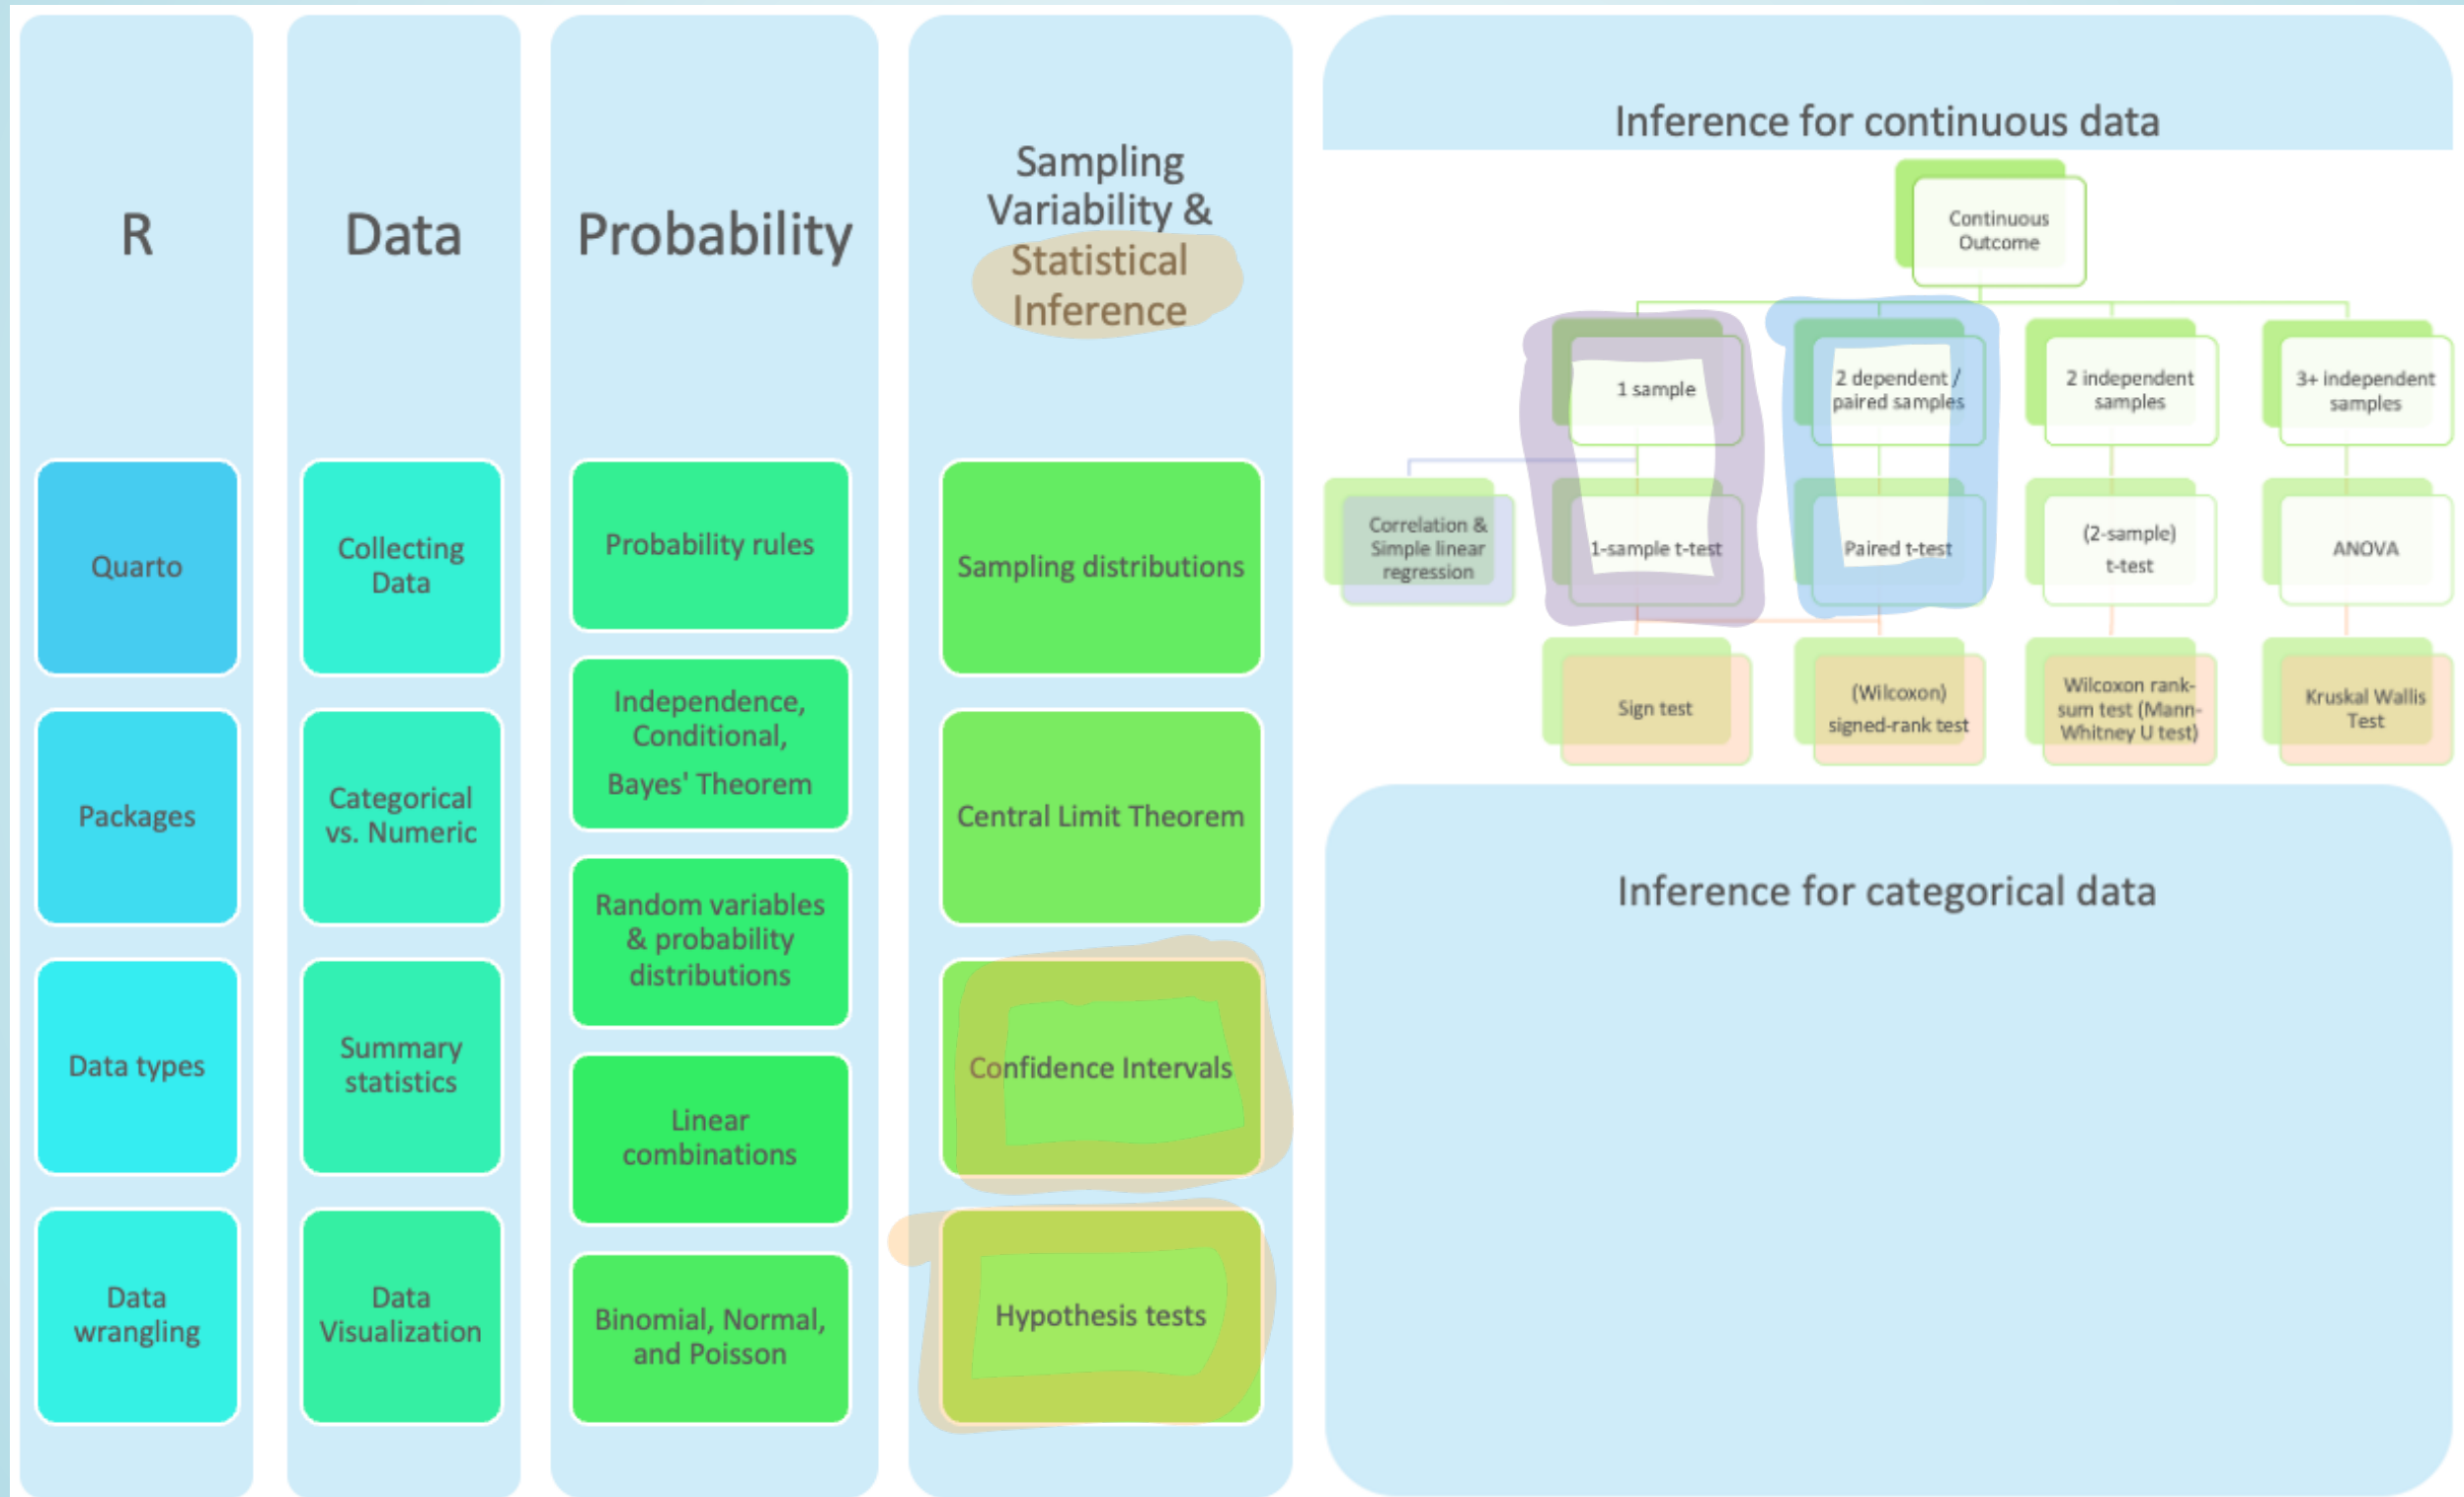 R
Quarto
Packages
Data types
Data
wrangling
Data
Collecting
Data
Categorical
vs. Numeric
Summary
statistics
Data
Visualization
Probability
Probability rules
Independence,
Conditional,
Bayes' Theorem
Random variables
& probability
distributions
Linear
combinations
Binomial, Normal,
and Poisson
Sampling
Variability &
Statistical
Inference
Sampling distributions
Central Limit Theorem
Confidence Intervals
Hypothesis tests
Inference for continuous data
Continuous
Outcome
1 sample
2 dependent /
paired samples
2 independent
samples
3+ independent
samples
Correlation &
Simple linear
regression
1-sample t-test
Paired t-test
(2-sample)
t-test
ANOVA
Sign test
(Wilcoxon)
signed-rank test
Wilcoxon rank-
sum test (Mann-
Whitney U test)
Kruskal Wallis
Test
Inference for categorical data